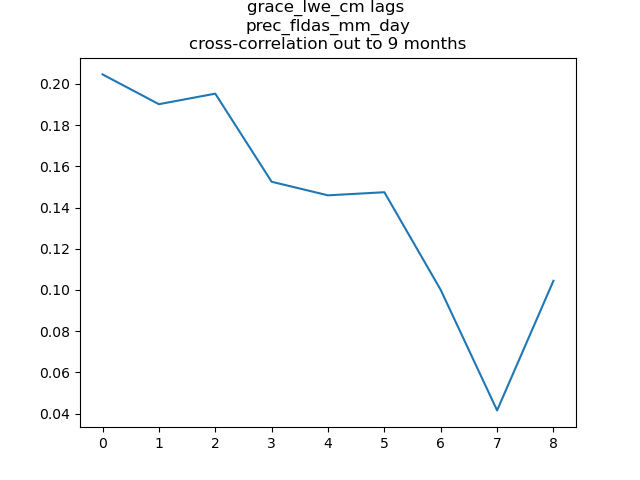 grace_lwe_cm lags
prec_fldas_mm_day
cross-correlation out to 9 months
0.20
0.18
0.16
0.14
0.12
0.10
0.08
0.06
0.04
0 1 2 3 4 5 6 7 8